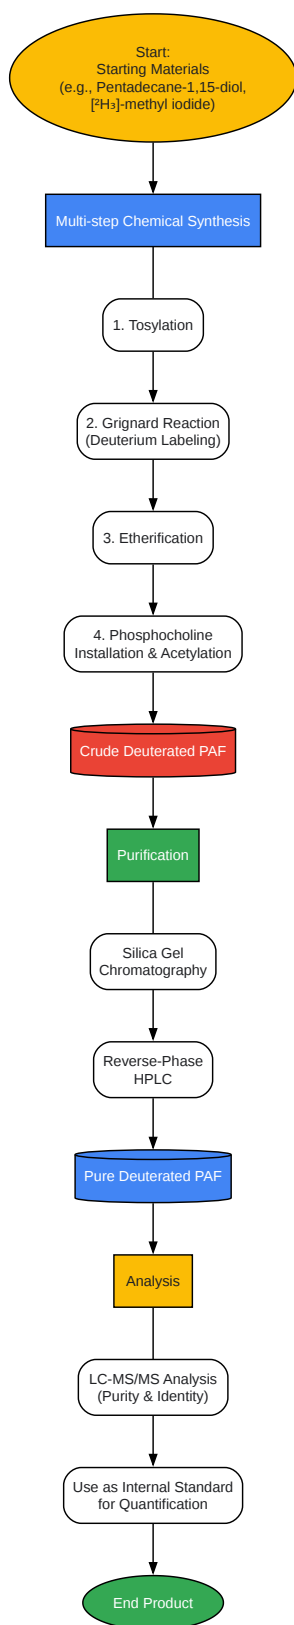 Start:
Starting Materials
(e.g., Pentadecane-1,15-diol,
[²H₃]-methyl iodide)
Multi-step Chemical Synthesis
1. Tosylation
2. Grignard Reaction
(Deuterium Labeling)
3. Etherification
4. Phosphocholine
Installation & Acetylation
Crude Deuterated PAF
Purification
Silica Gel
Chromatography
Reverse-Phase
HPLC
Pure Deuterated PAF
Analysis
LC-MS/MS Analysis
(Purity & Identity)
Use as Internal Standard
for Quantification
End Product